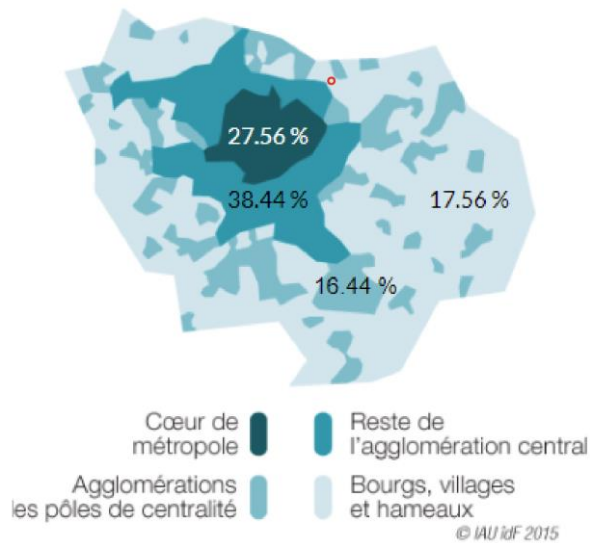 27.56 %
38.44 %
17.56 %
16.44 %
Cœur de
métropole
Reste de
l'agglomération central
Agglomérations
les pôles de centralité
Bourgs, villages
et hameaux
© IAU îdF 2015